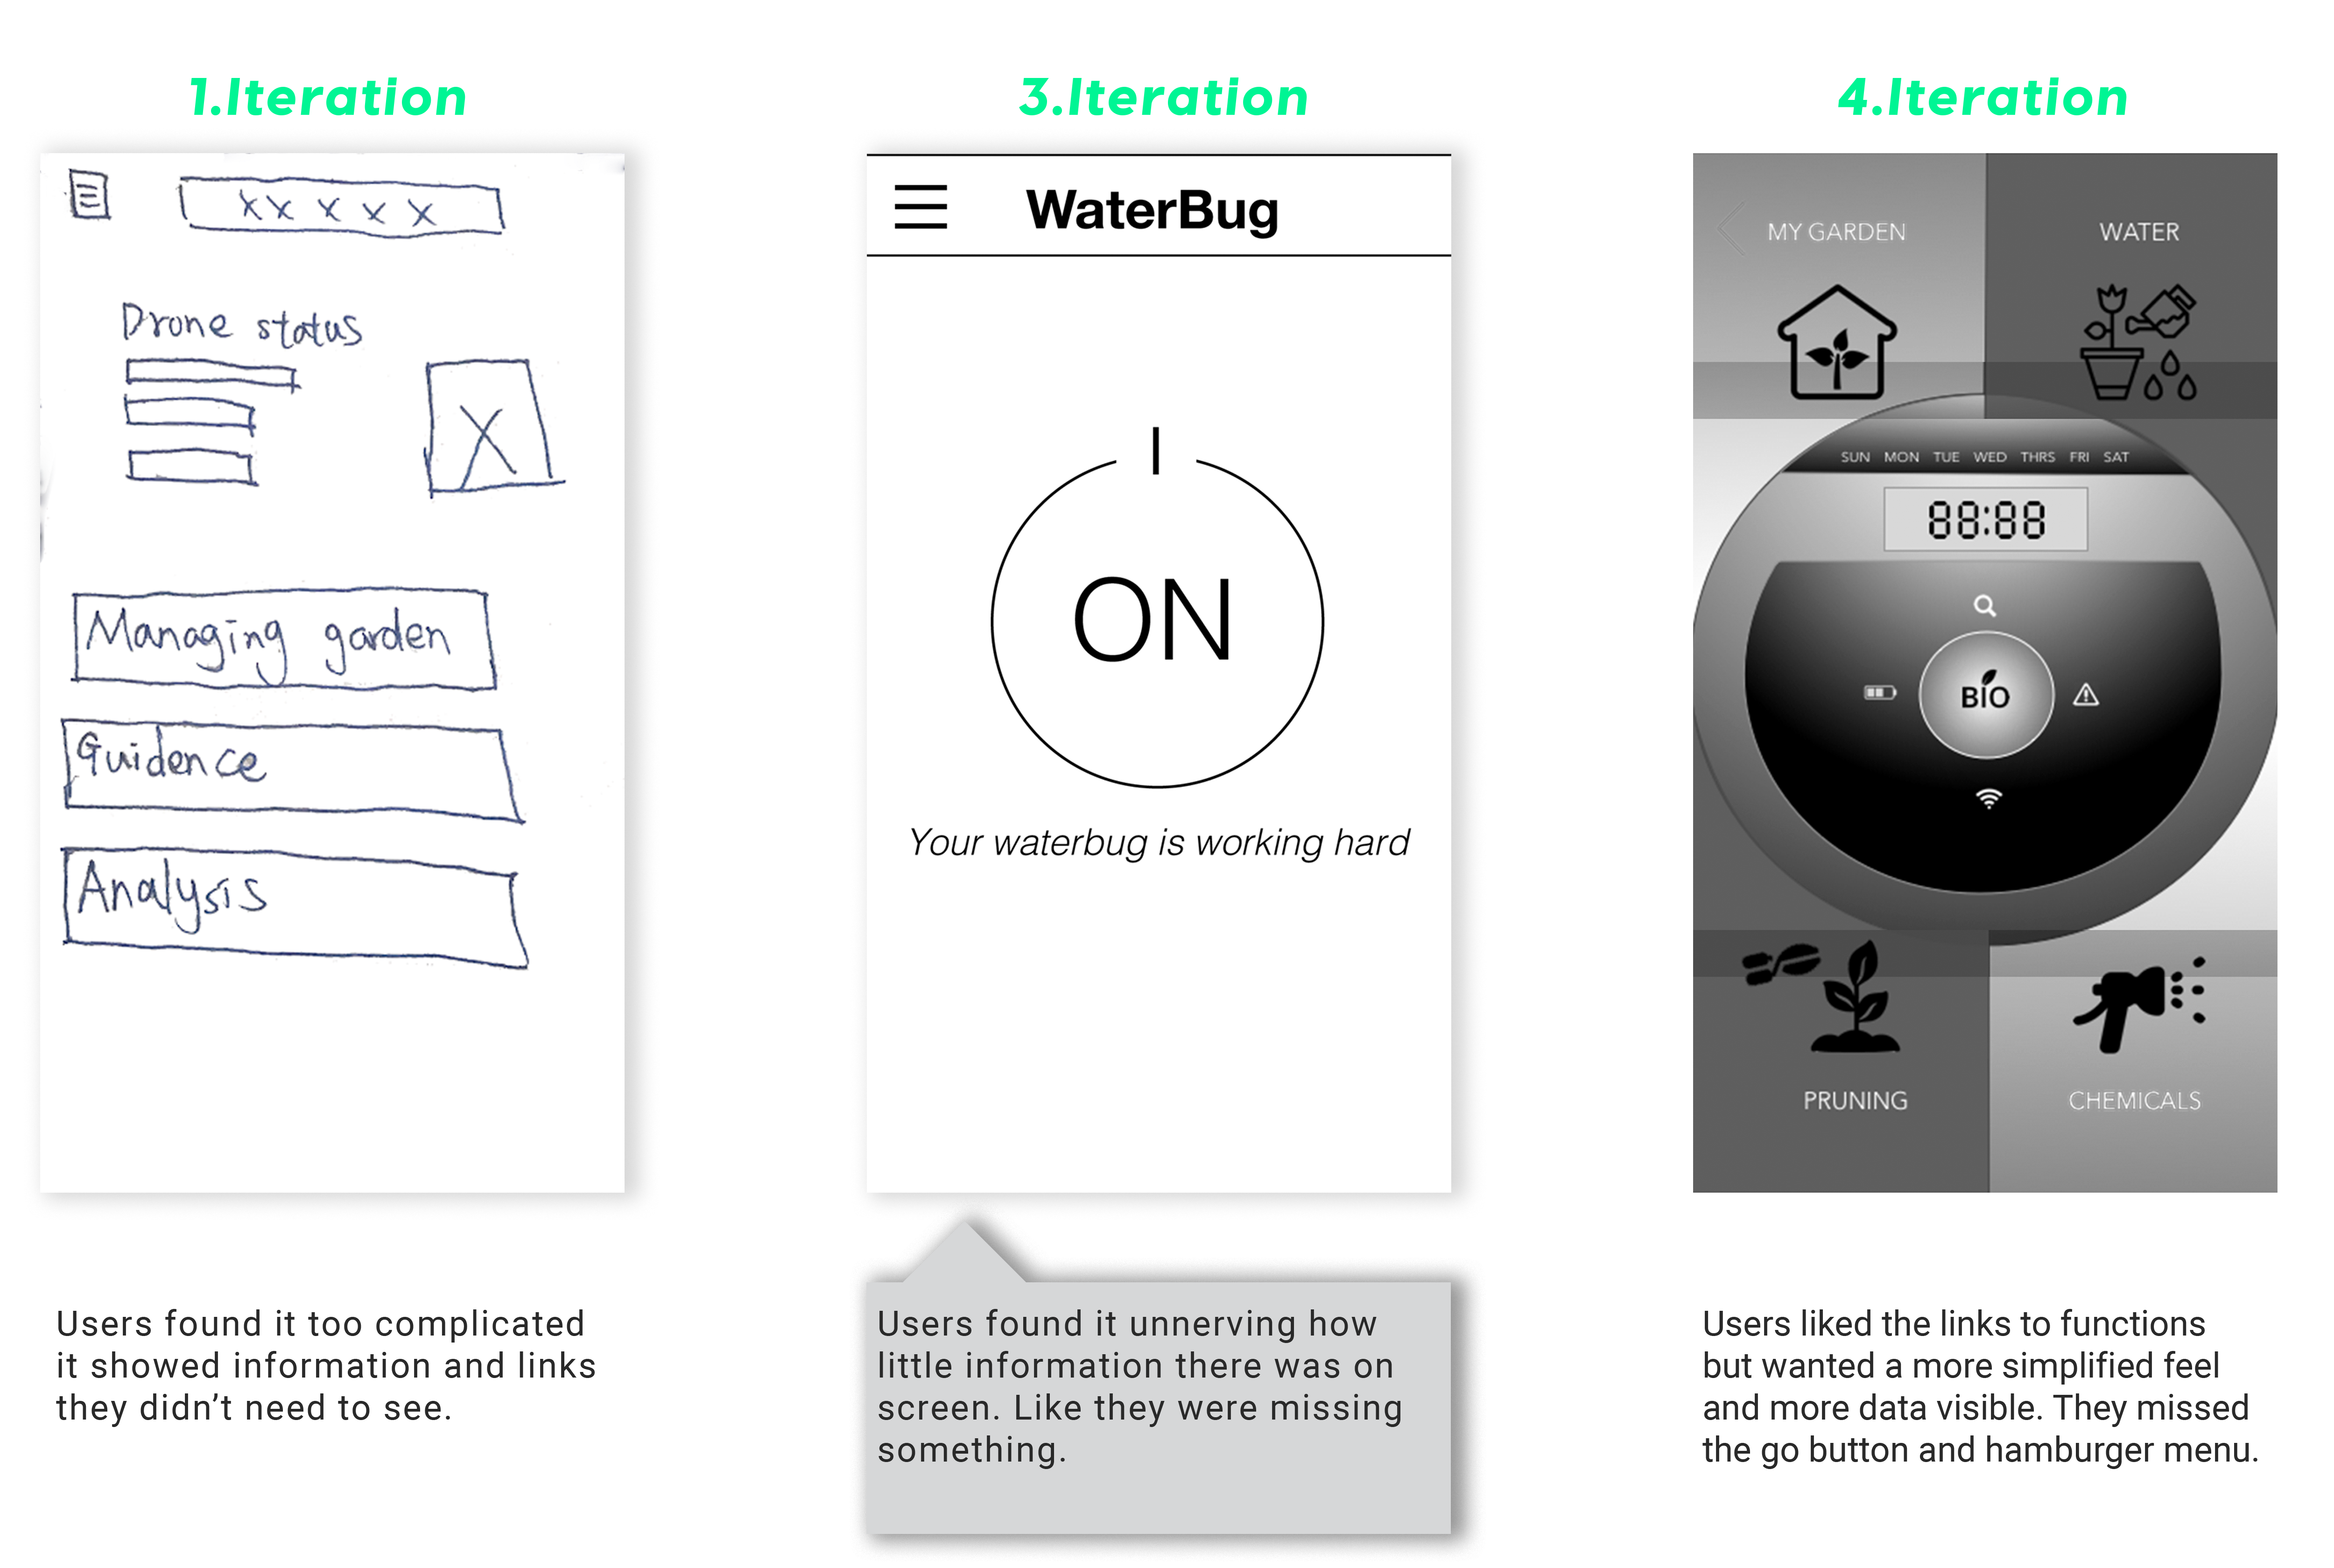 1.Iteration
3.Iteration
4.Iteration
XX X X X
Drone status
X
Managing garden
Guidence
Analysis
WaterBug
ON
Your waterbug is working hard
MY GARDEN
WATER
SUN MON TUE WED THRS FRI SAT
88:88
BIO
PRUNING
CHEMICALS
Users found it too complicated
it showed information and links
they didn’t need to see.
Users found it unnerving how
little information there was on
screen. Like they were missing
something.
Users liked the links to functions
but wanted a more simplified feel
and more data visible. They missed
the go button and hamburger menu.